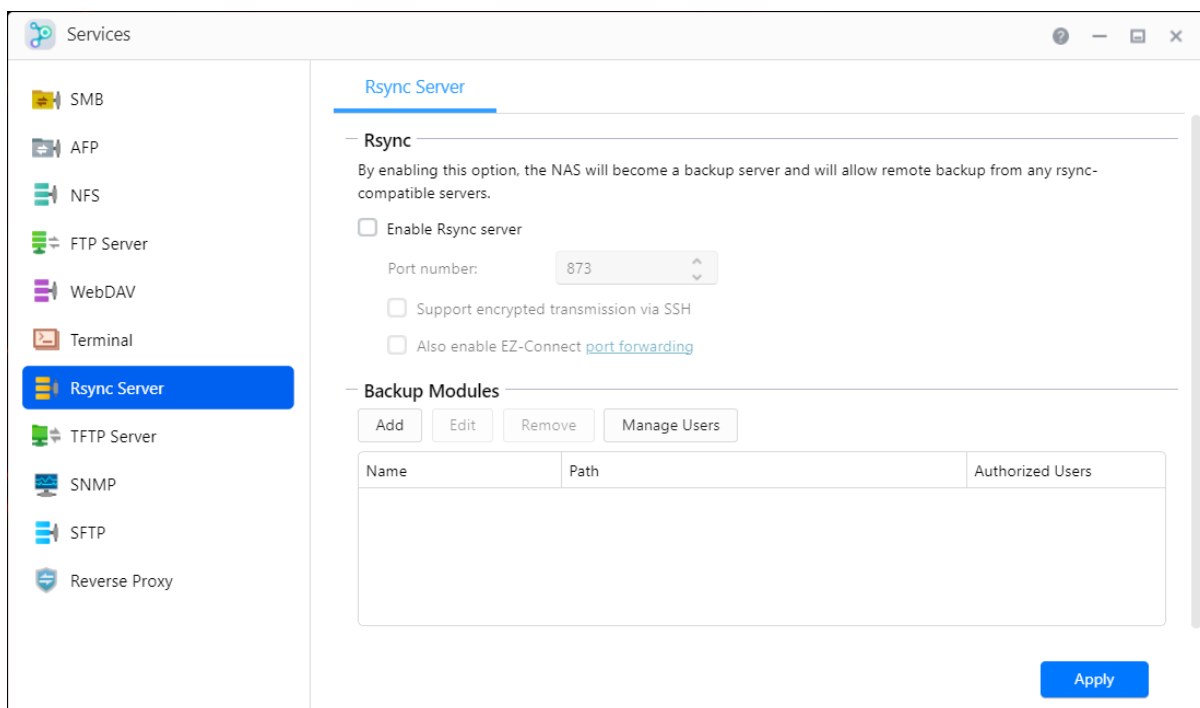 Services
SMB
AFP
NFS
FTP Server
WebDAV
Terminal
Rsync Server
TFTP Server
SNMP
SFTP
Reverse Proxy
Rsync Server
Rsync
By enabling this option, the NAS will become a backup server and will allow remote backup from any rsync-
compatible servers.
Enable Rsync server
Port number: 873
Support encrypted transmission via SSH
Also enable EZ-Connect port forwarding
Backup Modules
Add Edit Remove Manage Users
Name Path Authorized Users
Apply